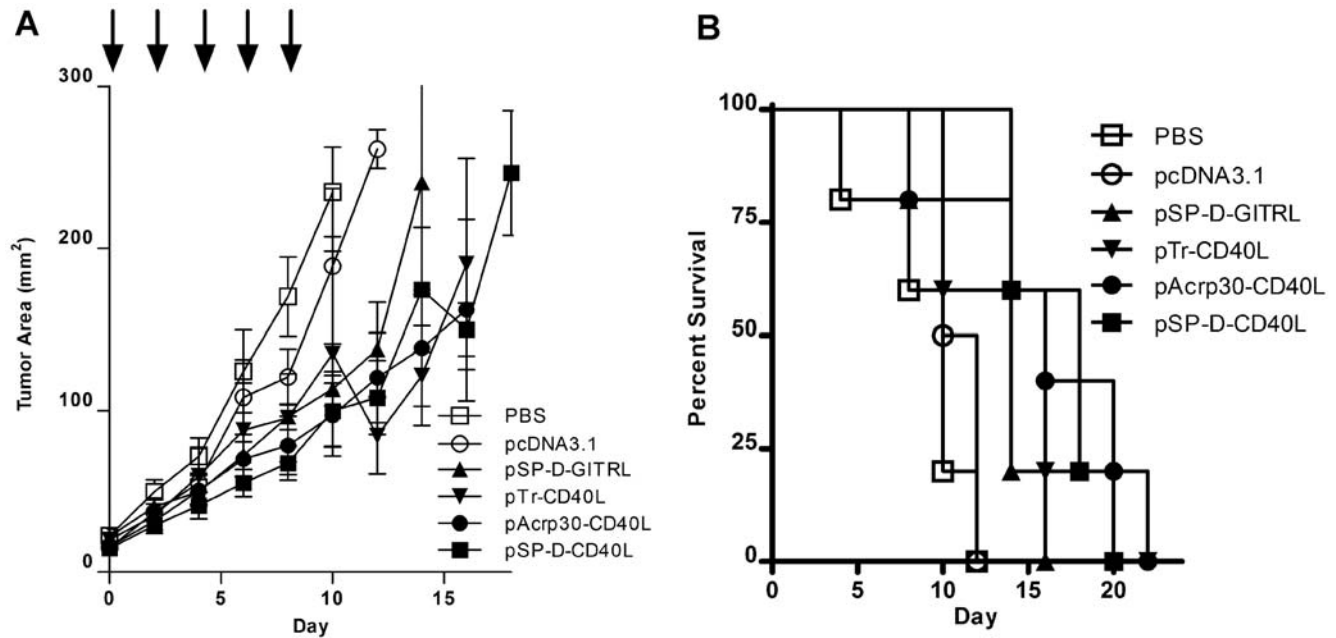 A
300
200
100
0
Tumor Area (mm²)
0
5
10
15
Day
PBS
pcDNA3.1
pSP-D-GITRL
pTr-CD40L
pAcrp30-CD40L
pSP-D-CD40L
B
100
75
50
25
0
Percent Survival
0
5
10
15
20
Day
PBS
pcDNA3.1
pSP-D-GITRL
pTr-CD40L
pAcrp30-CD40L
pSP-D-CD40L